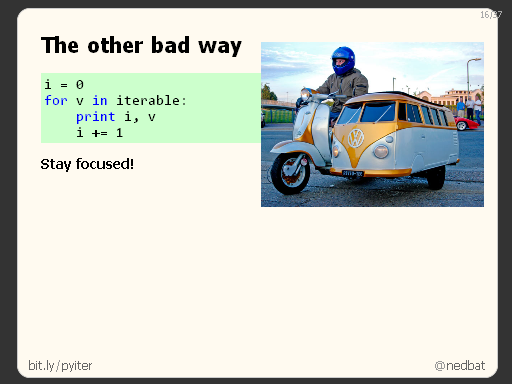 16/37
The other bad way
i = 0
for v in iterable:
    print i, v
    i += 1
Stay focused!
bit.ly/pyiter
@nedbat